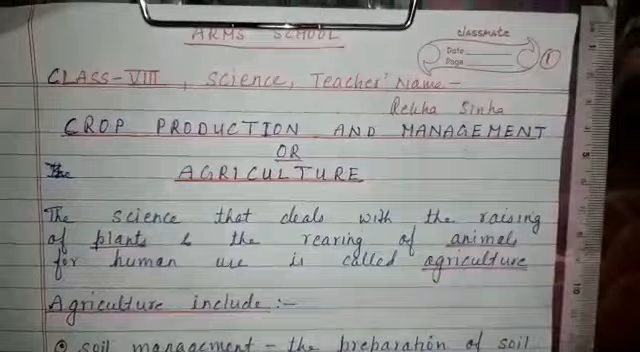 ARMS SCHOOL
classmate
Date
Page
1
CLASS-VIII, Science, Teacher' Name-
Rekha Sinha
CROP PRODUCTION AND MANAGEMENT
OR
The AGRICULTURE
The science that deals with the raising
of plants & the rearing of animals
for human use is called agriculture
Agriculture include :-
soil management - the preparation of soil